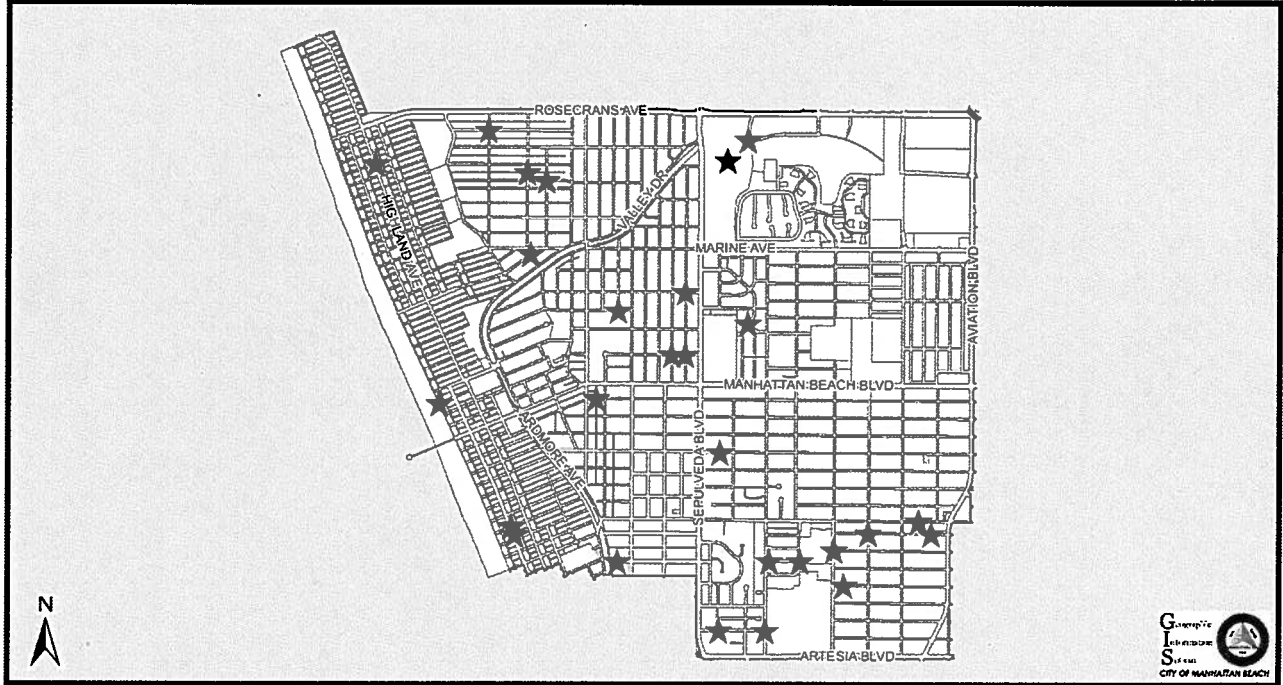 ROSECRANS AVE
HIGHLAND AVE
VALLEY DR
MARINE AVE
AVIATION BLVD
MANHATTAN BEACH BLVD
ARDMORE AVE
SEPULVEDA BLVD
ARTESIA BLVD
N
G
I
S
CITY OF MANHATTAN BEACH